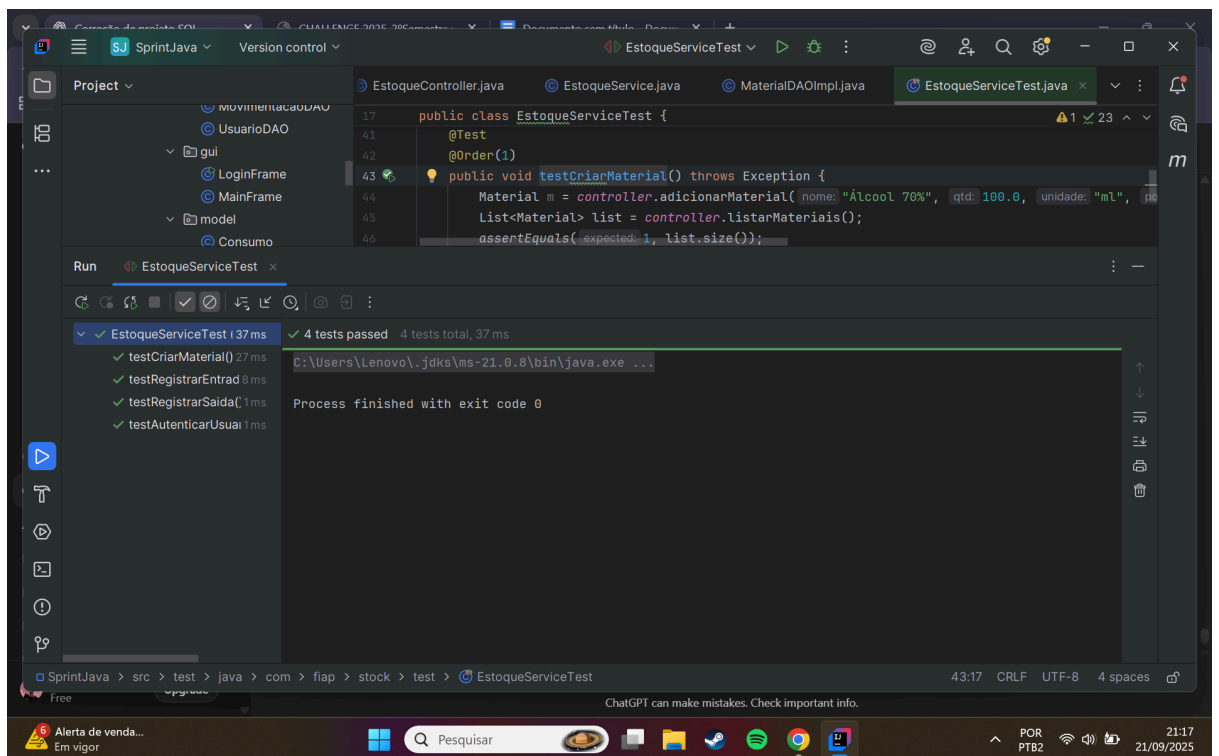 Correção do projeto SQL
CHALLENGE 2025 2ºSemestre
Documento sem título
SJ SprintJava Version control EstoqueServiceTest
Project EstoqueController.java EstoqueService.java MaterialDAOImpl.java EstoqueServiceTest.java
MovimentacaoDAO
UsuarioDAO
gui
LoginFrame
MainFrame
model
Consumo
17 public class EstoqueServiceTest { 1 23
41 @Test
42 @Order(1)
43 public void testCriarMaterial() throws Exception {
44 Material m = controller.adicionarMaterial( nome: "Álcool 70%", qtd: 100.0, unidade: "ml",
45 List<Material> list = controller.listarMateriais();
46 assertEquals( expected: 1, list.size());
m
Run EstoqueServiceTest
EstoqueServiceTest ( 37 ms 4 tests passed 4 tests total, 37 ms
testCriarMaterial() 27 ms
testRegistrarEntrad 8 ms
testRegistrarSaida( 1 ms
testAutenticarUsuai 1 ms
C:\Users\Lenovo\.jdks\ms-21.0.8\bin\java.exe ...
Process finished with exit code 0
SprintJava > src > test > java > com > fiap > stock > test > EstoqueServiceTest 43:17 CRLF UTF-8 4 spaces
Free Upgrade ChatGPT can make mistakes. Check important info.
6 Alerta de venda...
Em vigor
Pesquisar
POR
PTB2
21:17
21/09/2025